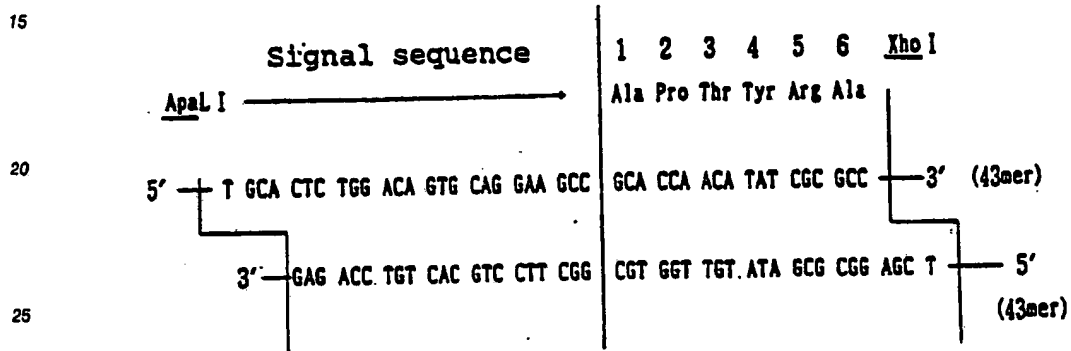 15
Signal sequence 1 2 3 4 5 6 Xho I
ApaL I Ala Pro Thr Tyr Arg Ala
20
5' T GCA CTC TGG ACA GTG CAG GAA GCC GCA CCA ACA TAT CGC GCC 3' (43mer)
3' GAG ACC. TGT CAC GTC CTT CGG CGT GGT TGT. ATA GCG CGG AGC T 5'
25 (43mer)